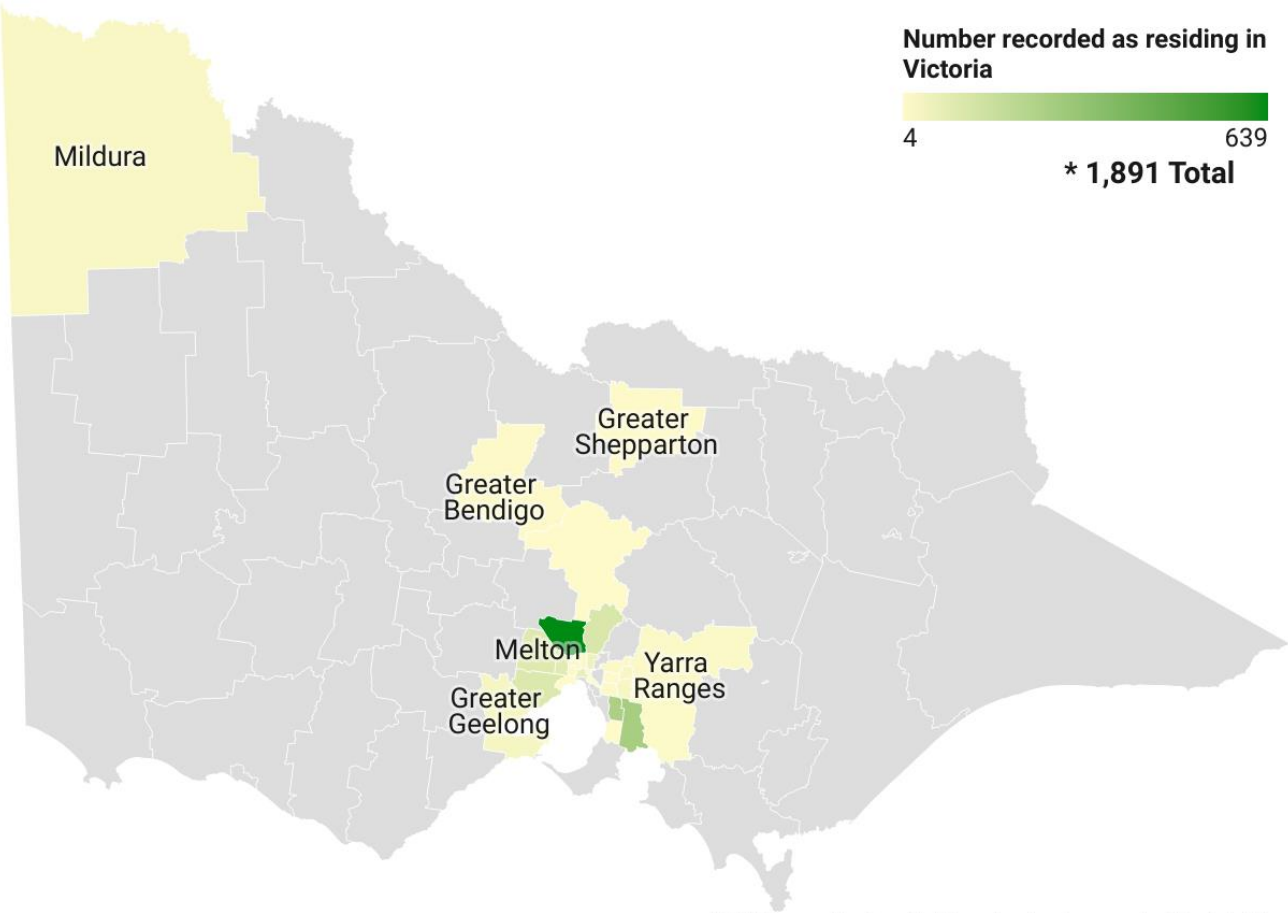 Number recorded as residing in
Victoria
4 639
* 1,891 Total
Mildura
Greater
Shepparton
Greater
Bendigo
Melton
Yarra
Ranges
Greater
Geelong